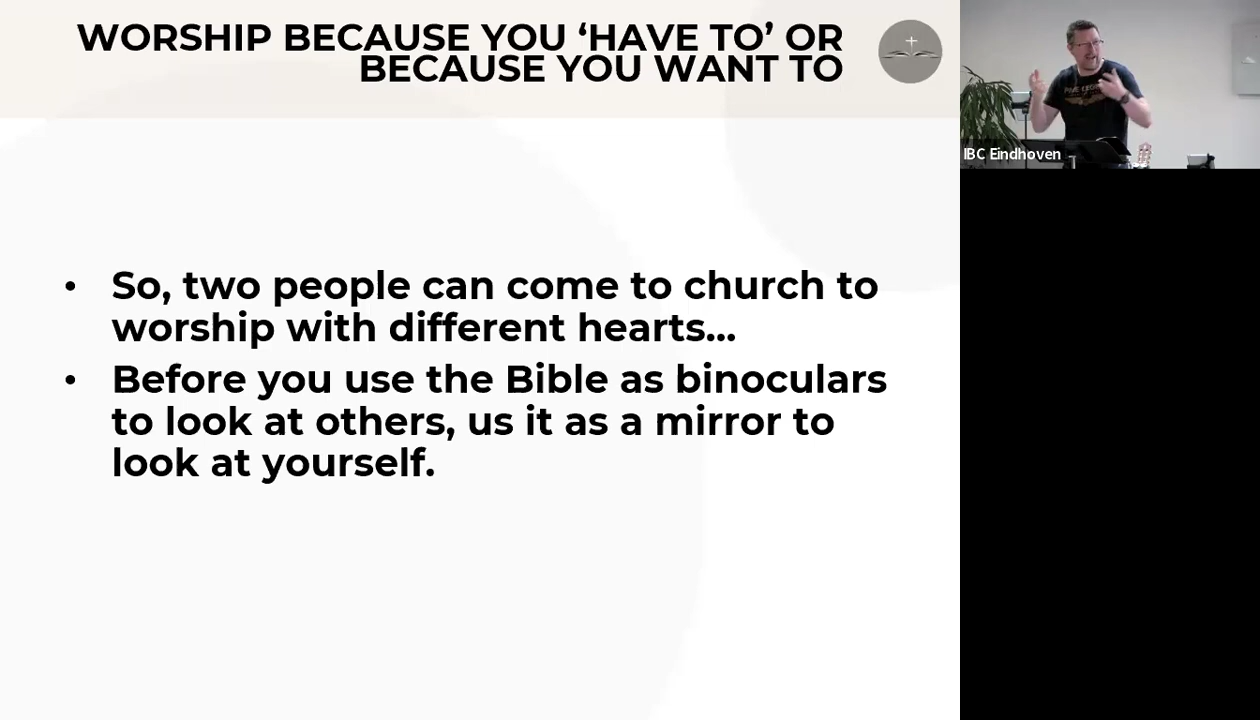 WORSHIP BECAUSE YOU ‘HAVE TO’ OR
BECAUSE YOU WANT TO
• So, two people can come to church to
worship with different hearts...
• Before you use the Bible as binoculars
to look at others, us it as a mirror to
look at yourself.
IBC Eindhoven